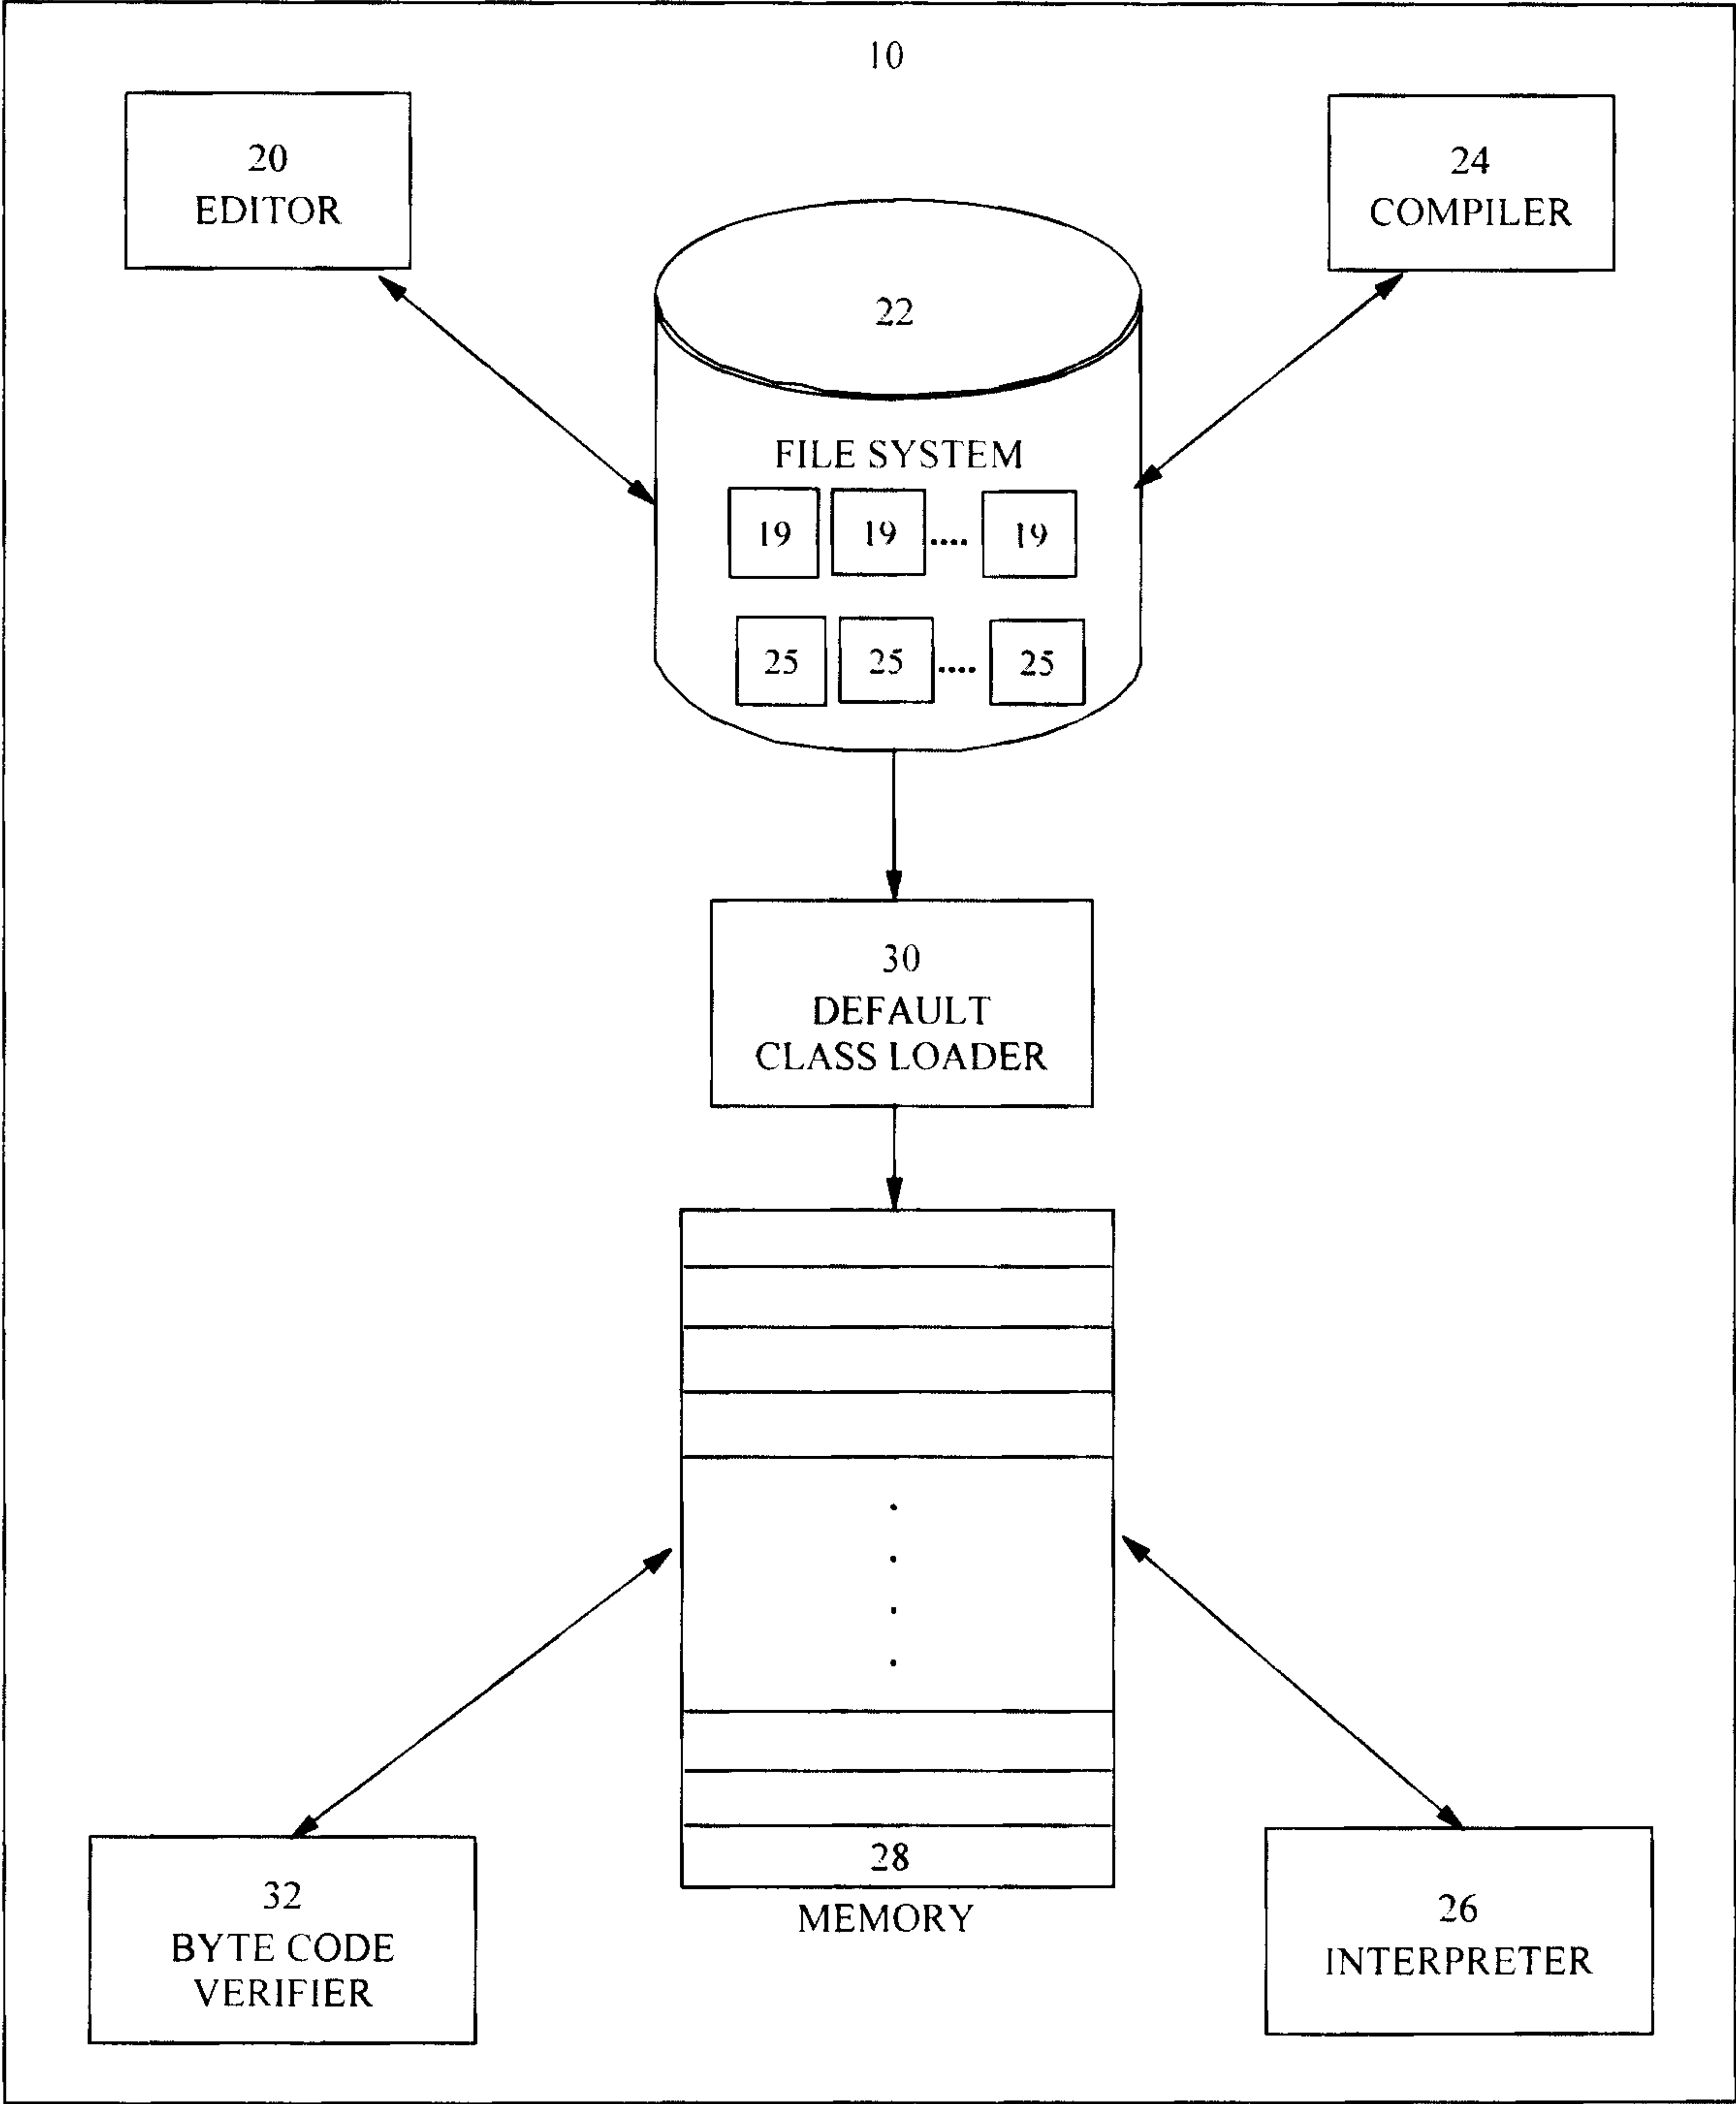 10
20
EDITOR
24
COMPILER
22
FILE SYSTEM
19 19 .... 19
25 25 .... 25
30
DEFAULT
CLASS LOADER
28
MEMORY
32
BYTE CODE
VERIFIER
26
INTERPRETER